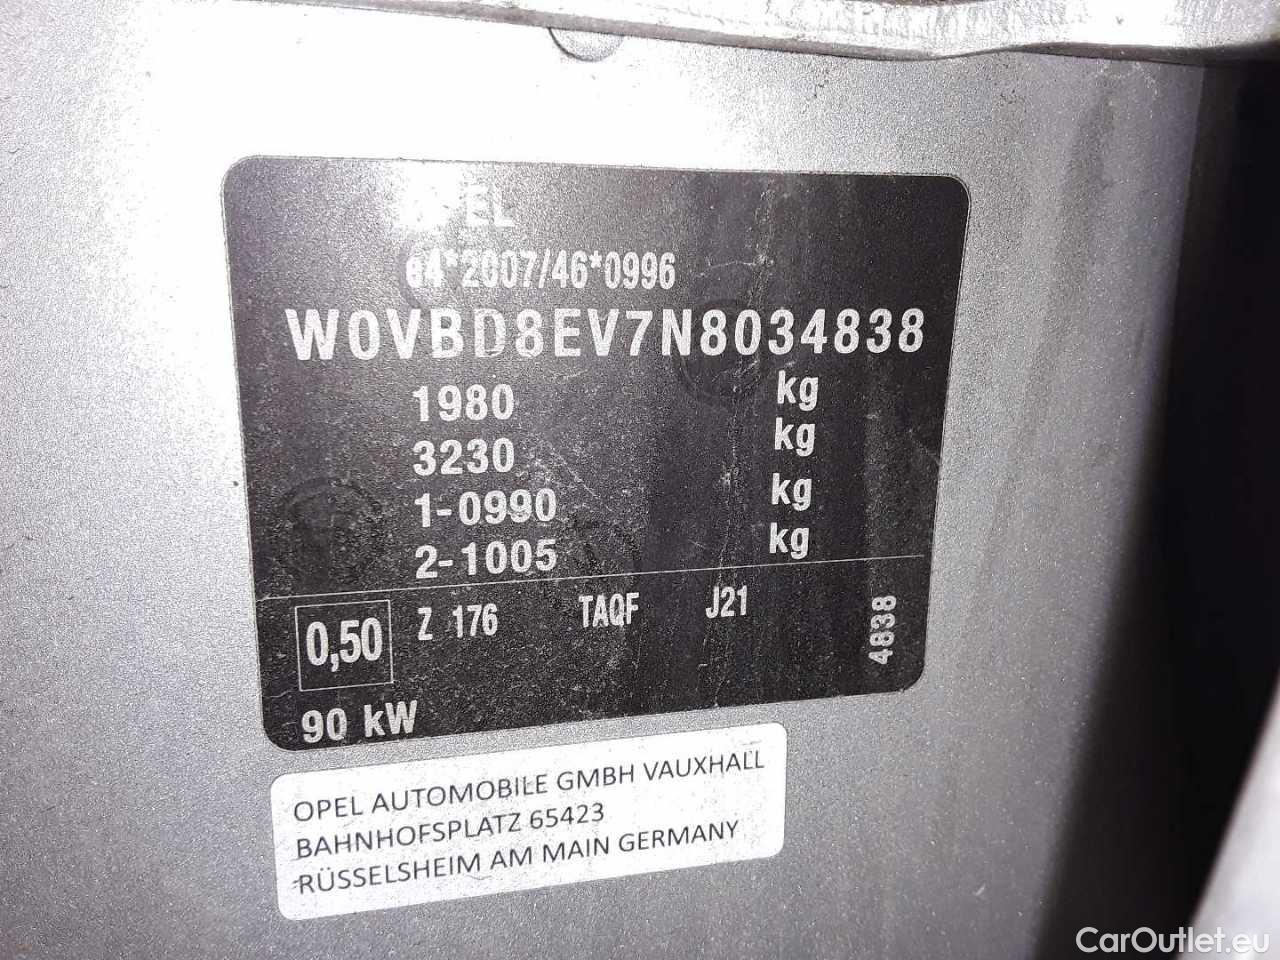 OPEL
e4*2007/46*0996
W0VBD8EV7N8034838
1980 kg
3230 kg
1-0990 kg
2-1005 kg
0,50 Z 176 TAQF J21
4838
90 kW
OPEL AUTOMOBILE GMBH VAUXHALL
BAHNHOFSPLATZ 65423
RÜSSELSHEIM AM MAIN GERMANY
CarOutlet.eu